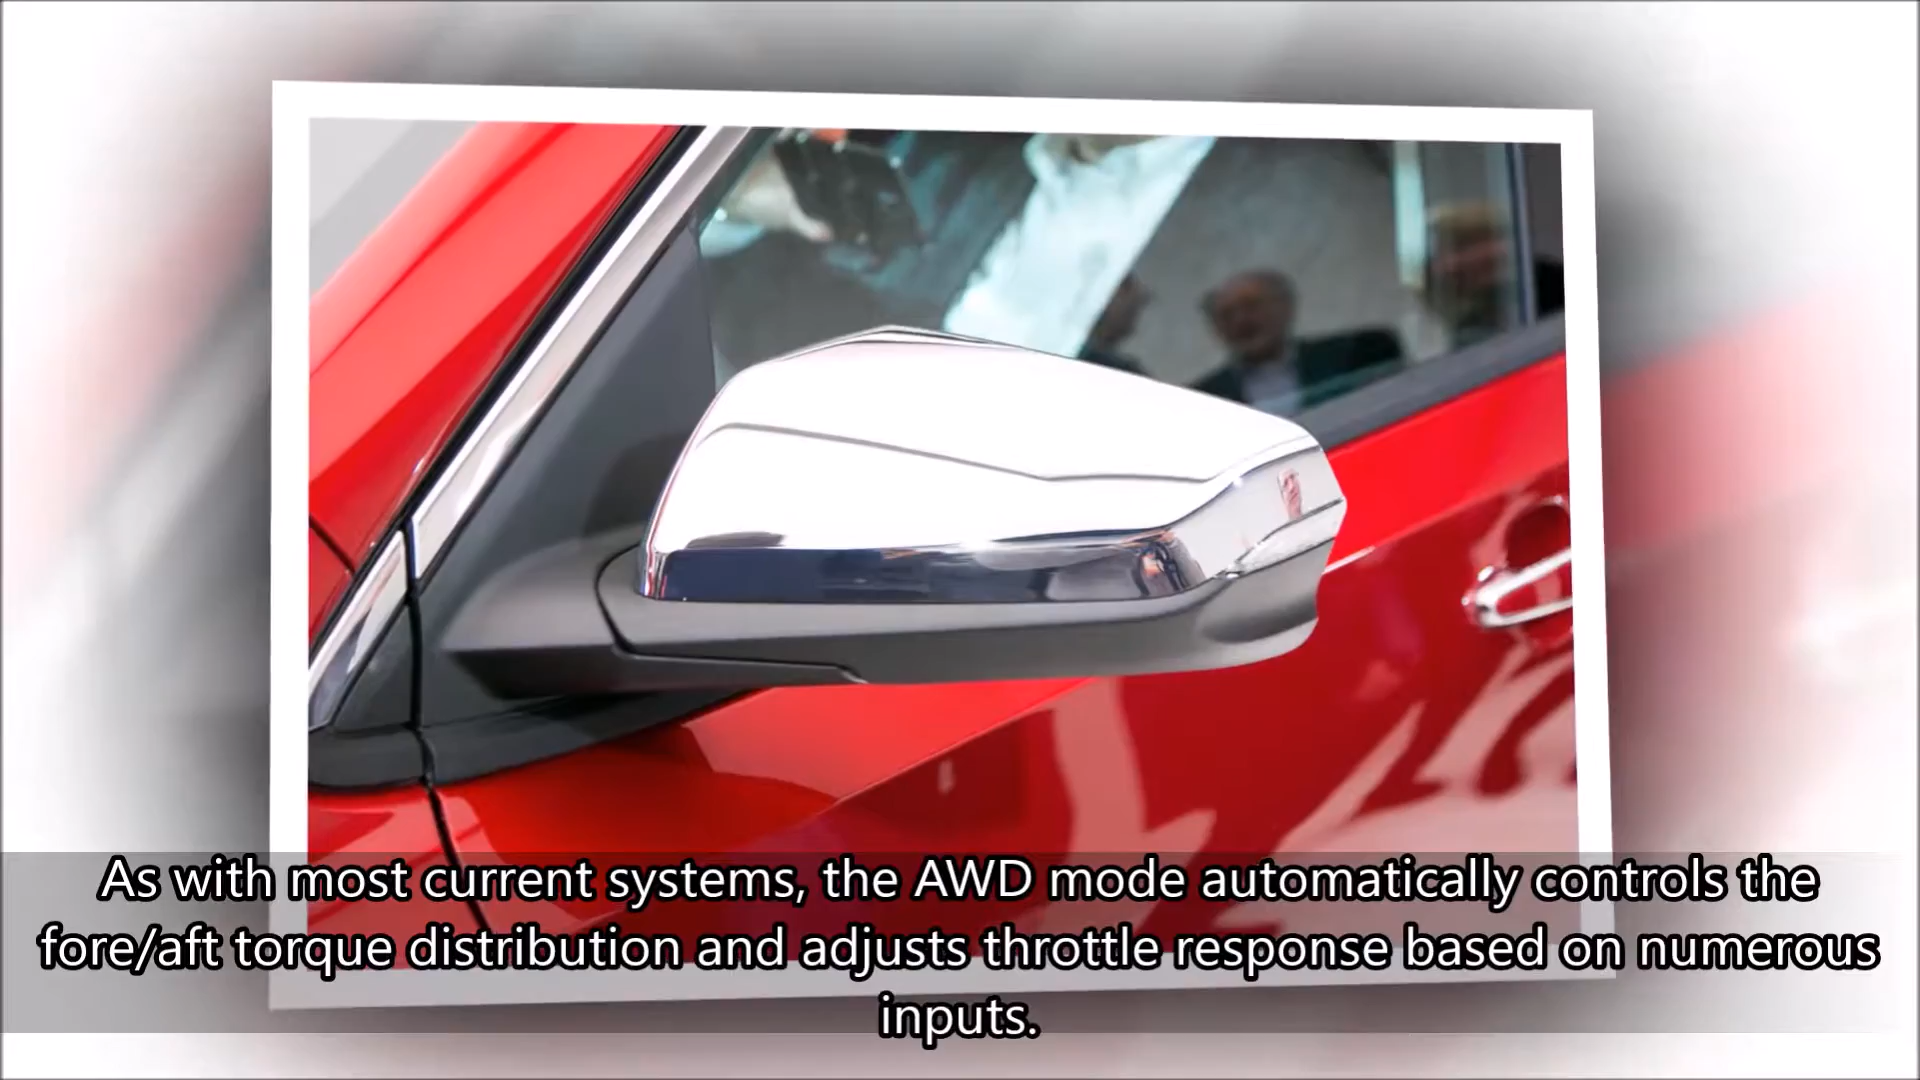 As with most current systems, the AWD mode automatically controls the
fore/aft torque distribution and adjusts throttle response based on numerous
inputs.